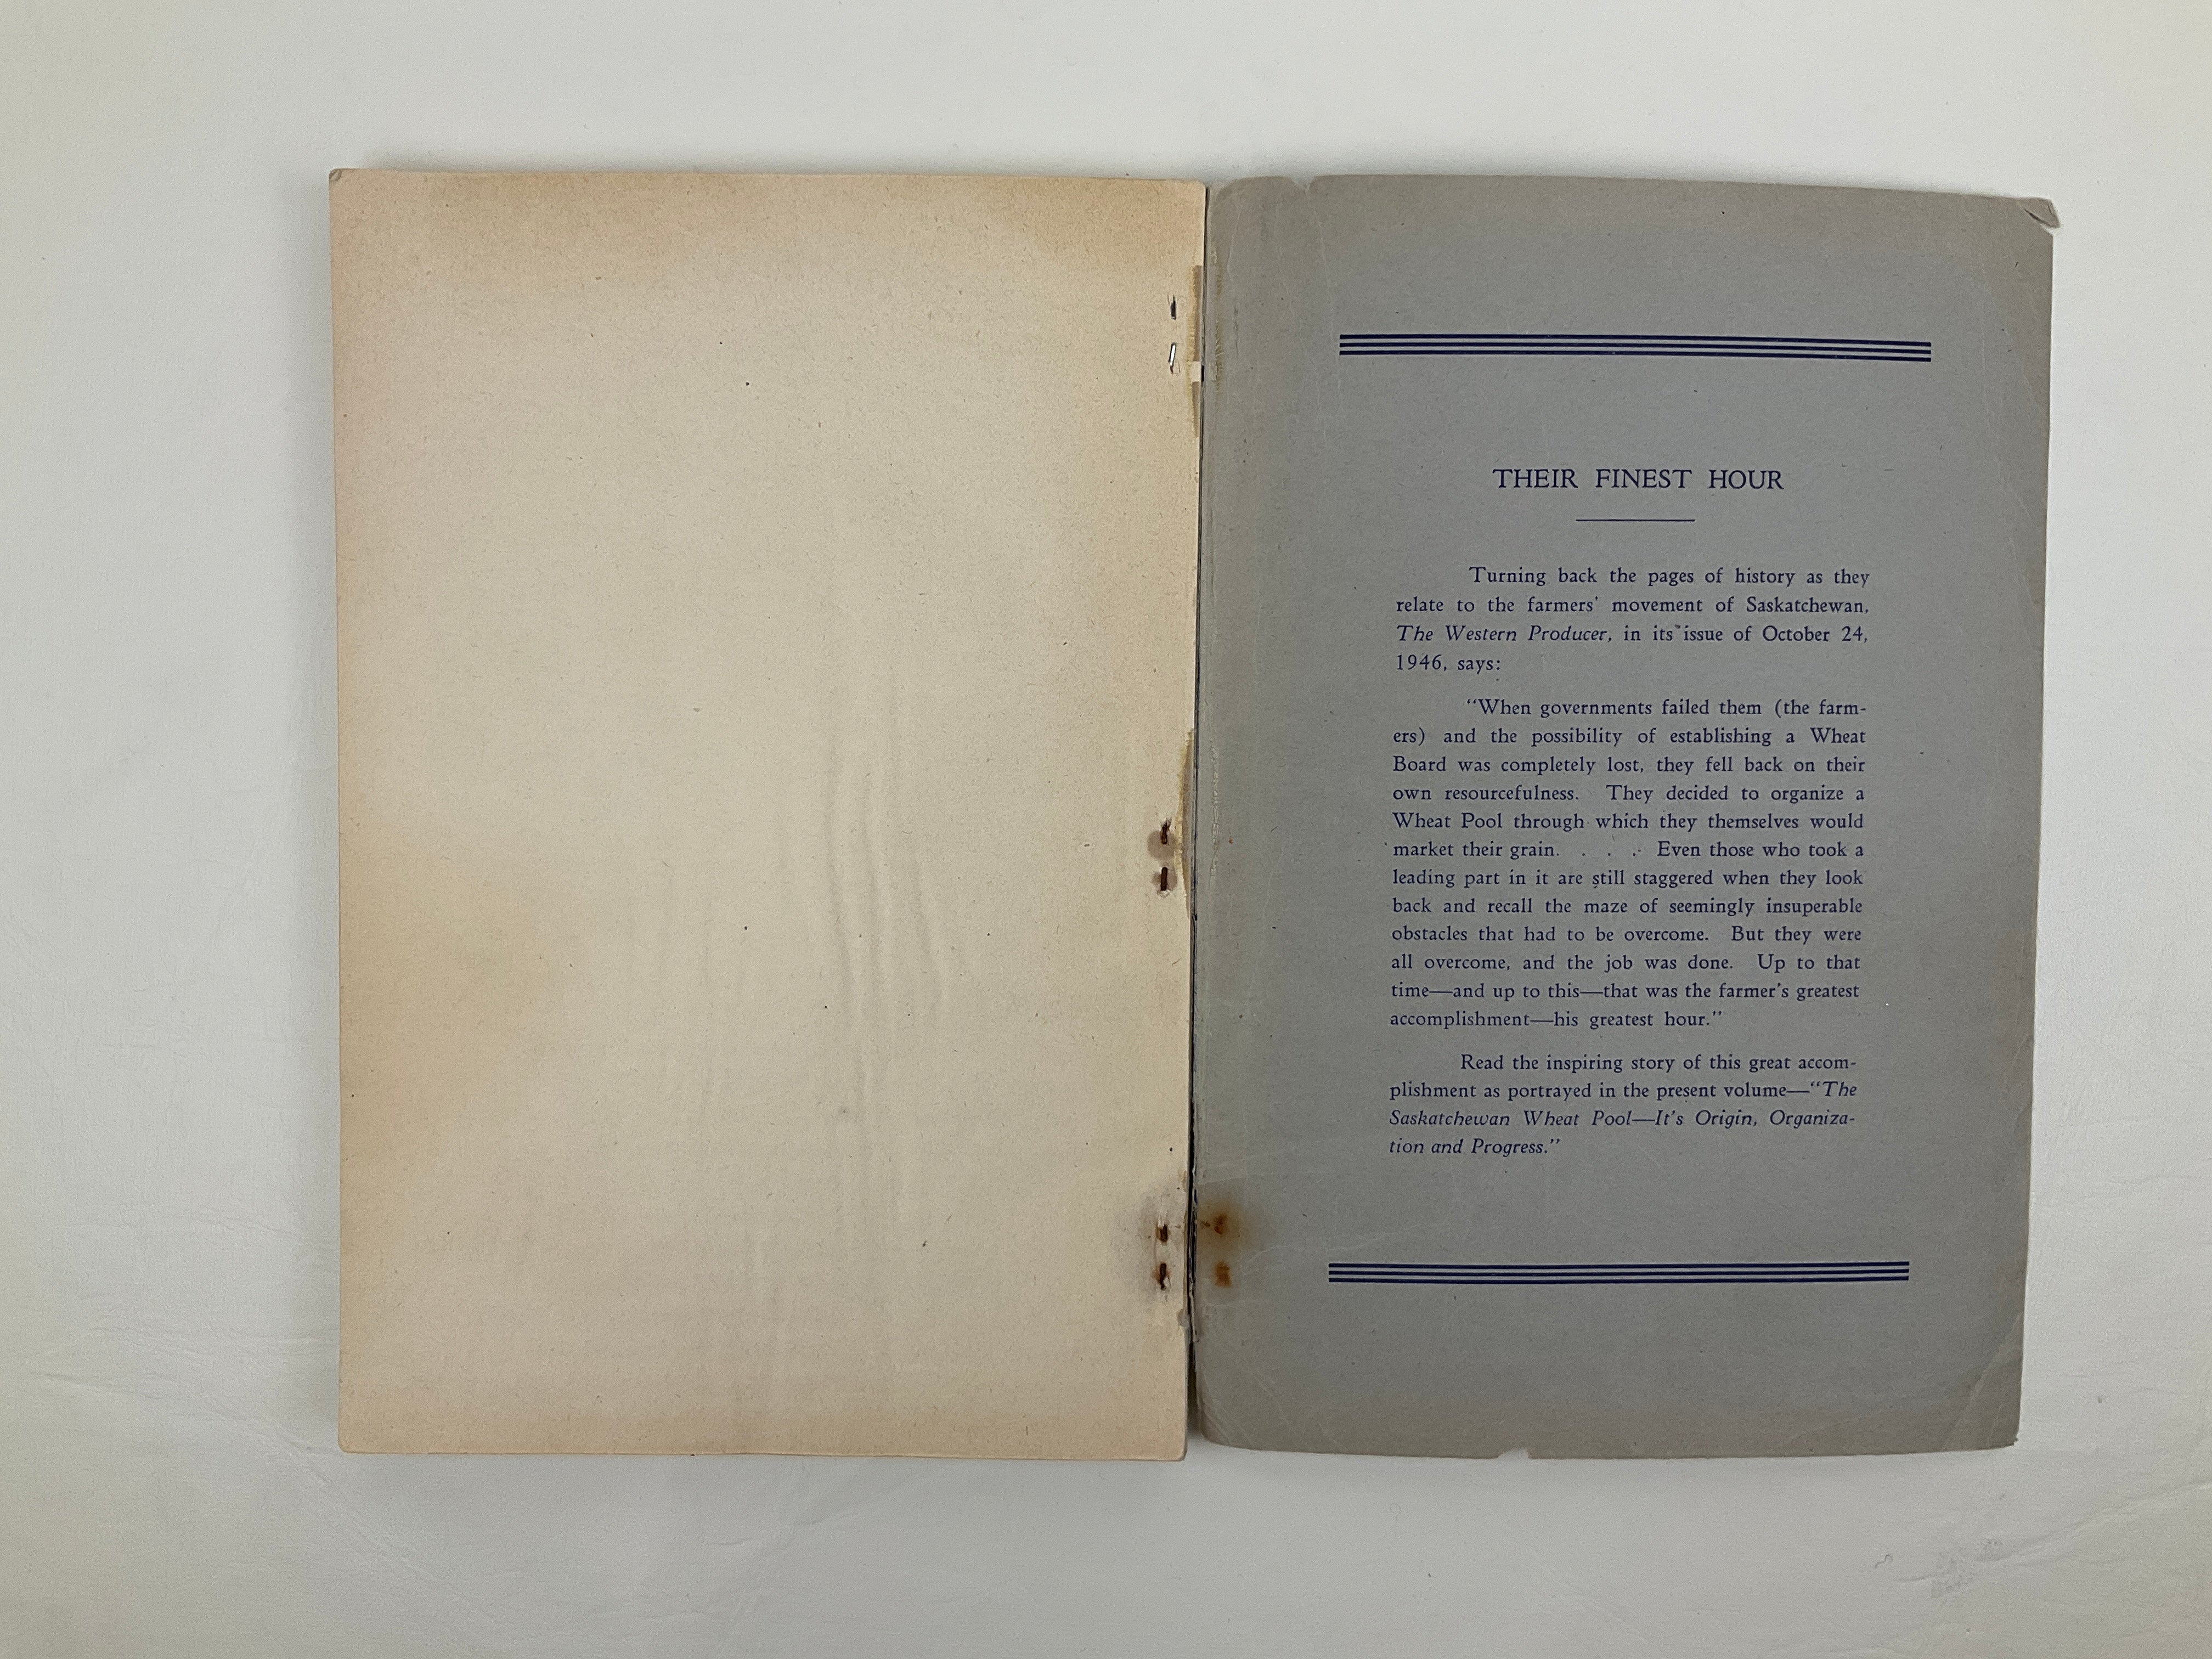 THEIR FINEST HOUR
Turning back the pages of history as they
relate to the farmers' movement of Saskatchewan,
The Western Producer, in its issue of October 24,
1946, says:
"When governments failed them (the farm-
ers) and the possibility of establishing a Wheat
Board was completely lost, they fell back on their
own resourcefulness. They decided to organize a
Wheat Pool through which they themselves would
market their grain. . . . Even those who took a
leading part in it are still staggered when they look
back and recall the maze of seemingly insuperable
obstacles that had to be overcome. But they were
all overcome, and the job was done. Up to that
time—and up to this—that was the farmer's greatest
accomplishment—his greatest hour."
Read the inspiring story of this great accom-
plishment as portrayed in the present volume—"The
Saskatchewan Wheat Pool—It's Origin, Organiza-
tion and Progress."